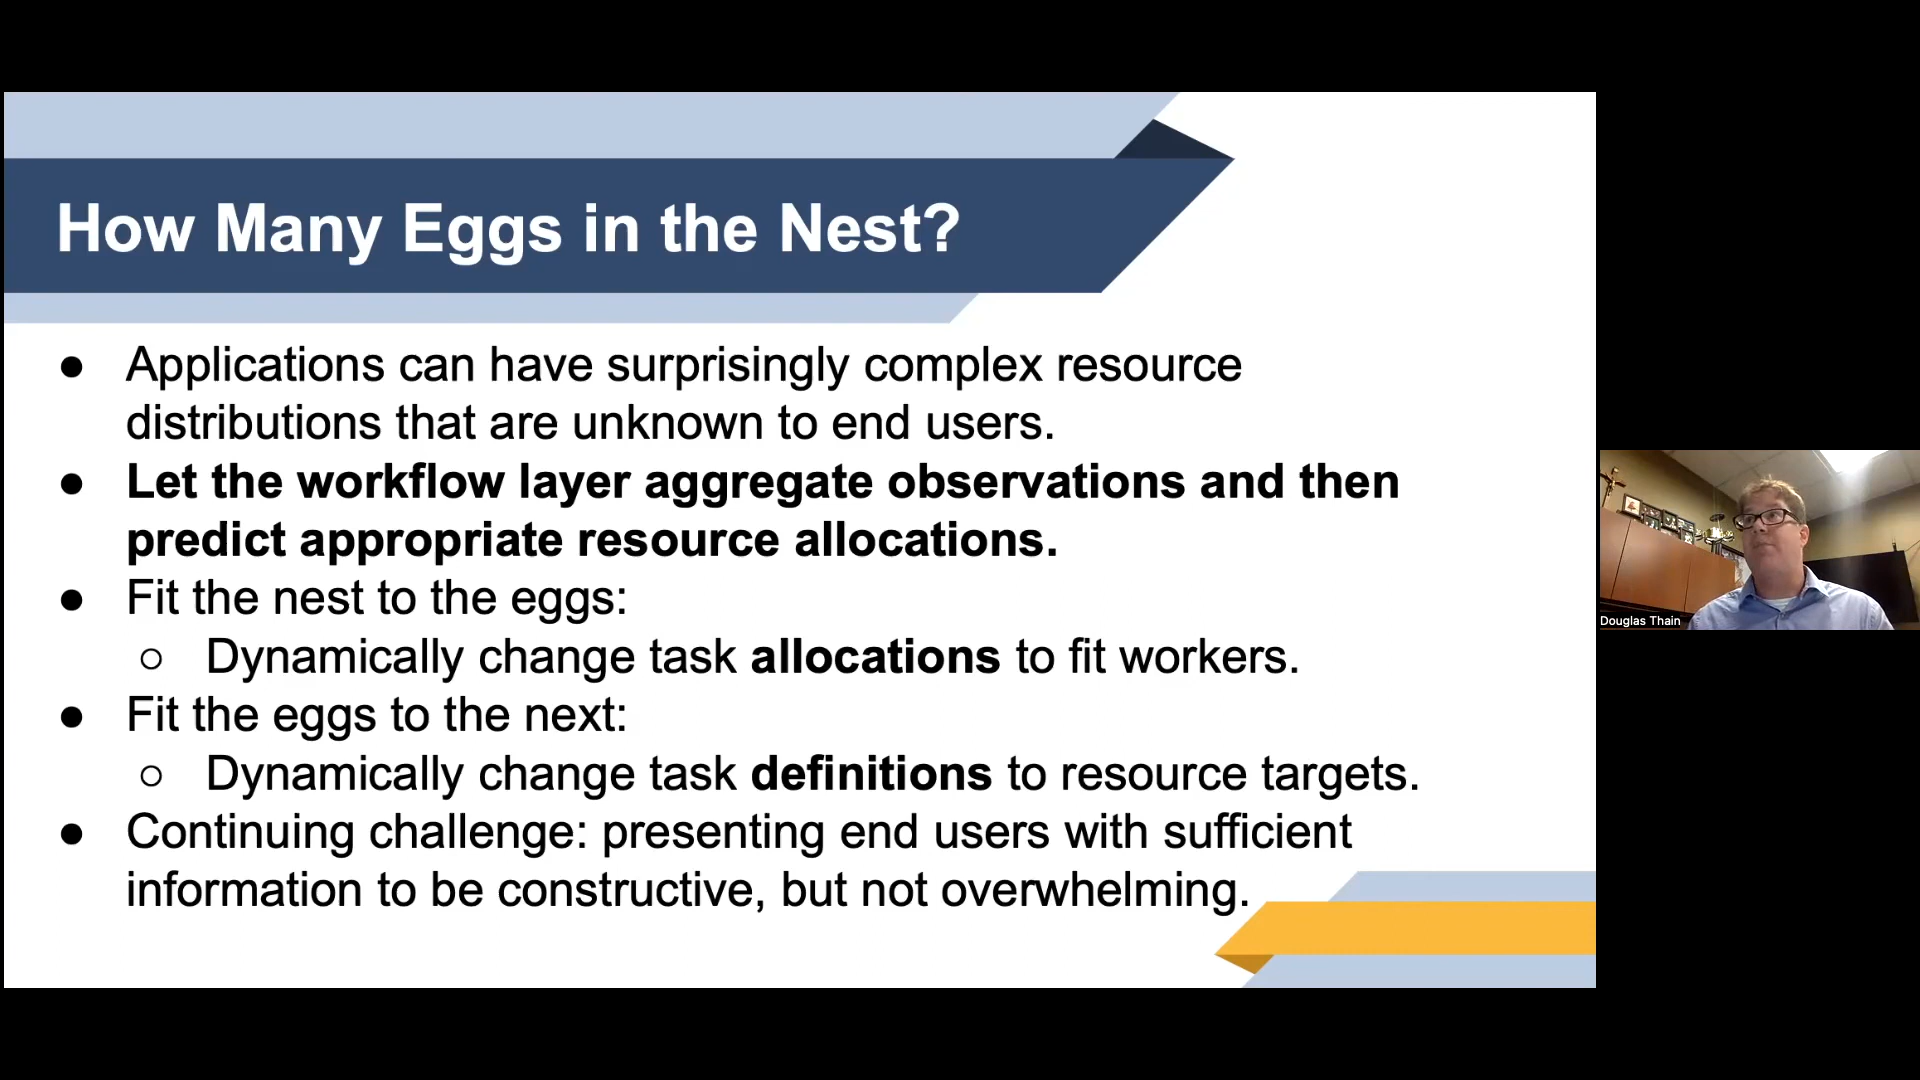 How Many Eggs in the Nest?
● Applications can have surprisingly complex resource
distributions that are unknown to end users.
● Let the workflow layer aggregate observations and then
predict appropriate resource allocations.
● Fit the nest to the eggs:
○ Dynamically change task allocations to fit workers.
● Fit the eggs to the next:
○ Dynamically change task definitions to resource targets.
● Continuing challenge: presenting end users with sufficient
information to be constructive, but not overwhelming.
Douglas Thain